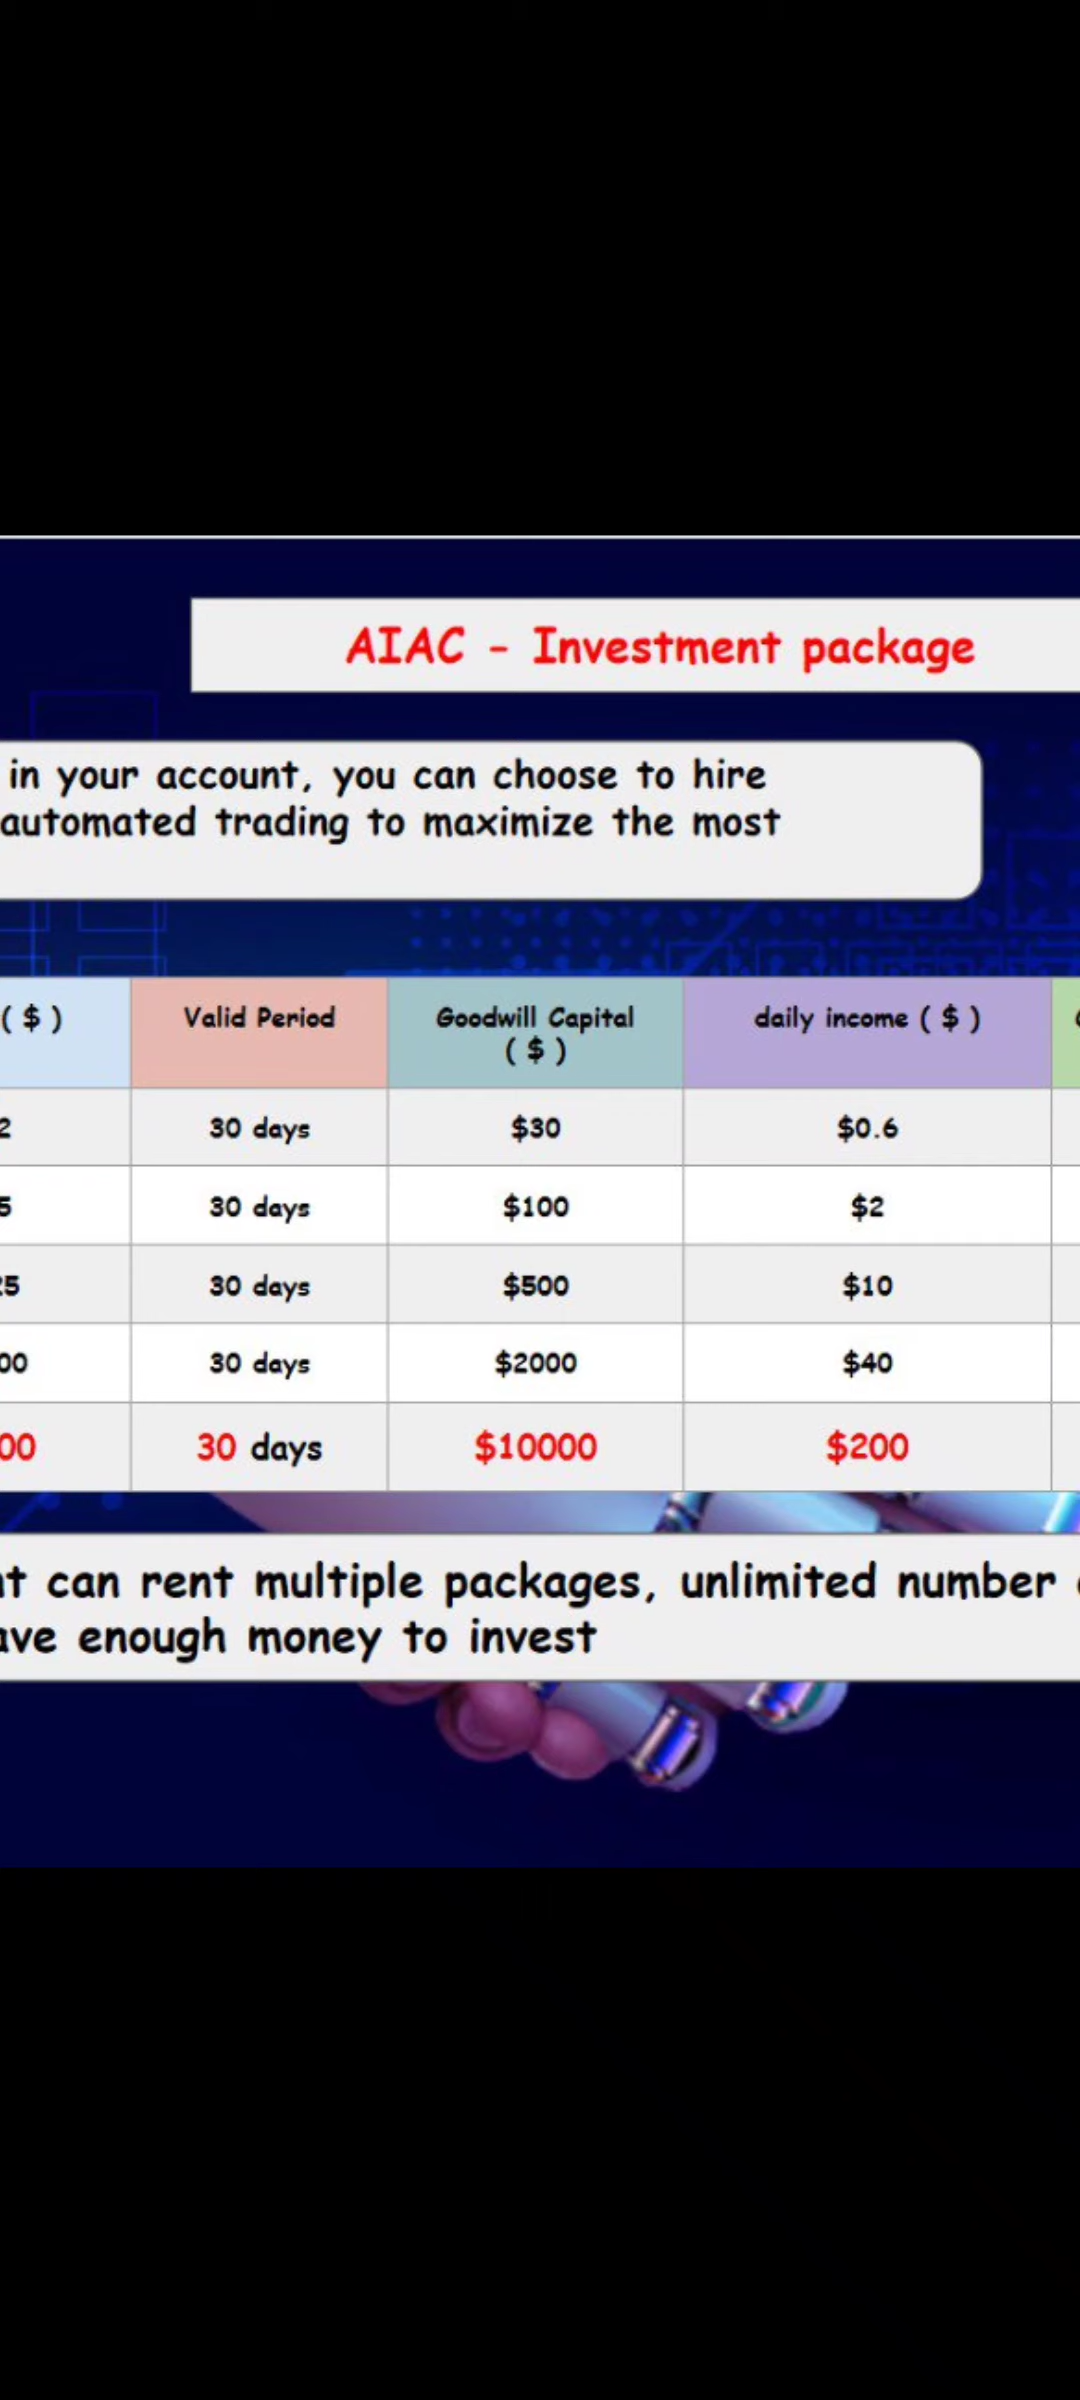 AIAC - Investment package
in your account, you can choose to hire
automated trading to maximize the most
( $ ) Valid Period Goodwill Capital ( $ ) daily income ( $ )
2 30 days $30 $0.6
5 30 days $100 $2
25 30 days $500 $10
00 30 days $2000 $40
00 30 days $10000 $200
can rent multiple packages, unlimited number
enough money to invest